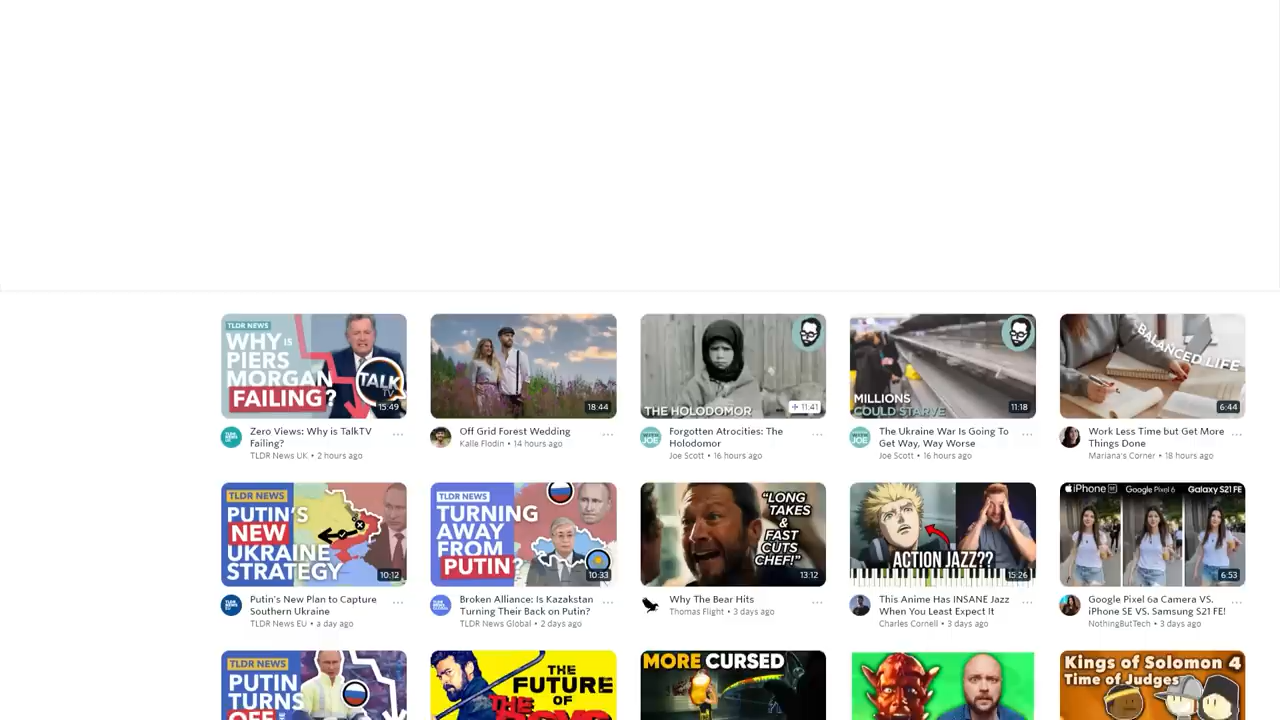 TLDR NEWS
WHY IS
PIERS
MORGAN
FAILING?
TALK
TV
15:49
Zero Views: Why is TalkTV
Failing?
TLDR News UK • 2 hours ago
18:44
Off Grid Forest Wedding
Kalle Flodin • 14 hours ago
THE HOLODOMOR
+ 11:41
Forgotten Atrocities: The
Holodomor
Joe Scott • 16 hours ago
MILLIONS
COULD STARVE
11:18
The Ukraine War Is Going To
Get Way, Way Worse
Joe Scott • 16 hours ago
BALANCED LIFE
6:44
Work Less Time but Get More
Things Done
Mariana's Corner • 18 hours ago
TLDR NEWS
PUTIN'S
NEW
UKRAINE
STRATEGY
10:12
Putin's New Plan to Capture
Southern Ukraine
TLDR News EU • a day ago
TLDR NEWS
TURNING
AWAY
FROM
PUTIN?
10:33
Broken Alliance: Is Kazakstan
Turning Their Back on Putin?
TLDR News Global • 2 days ago
"LONG
TAKES
&
FAST
CUTS
CHEF!"
13:12
Why The Bear Hits
Thomas Flight • 3 days ago
ACTION JAZZ??
15:26
This Anime Has INSANE Jazz
When You Least Expect It
Charles Cornell • 3 days ago
iPhone SE
Google Pixel 6
Galaxy S21 FE
6:53
Google Pixel 6a Camera VS.
iPhone SE VS. Samsung S21 FE!
NothingButTech • 3 days ago
TLDR NEWS
PUTIN
TURNS
OFF
THE
FUTURE
OF
THE BOYS
MORE CURSED
Kings of Solomon 4
Time of Judges